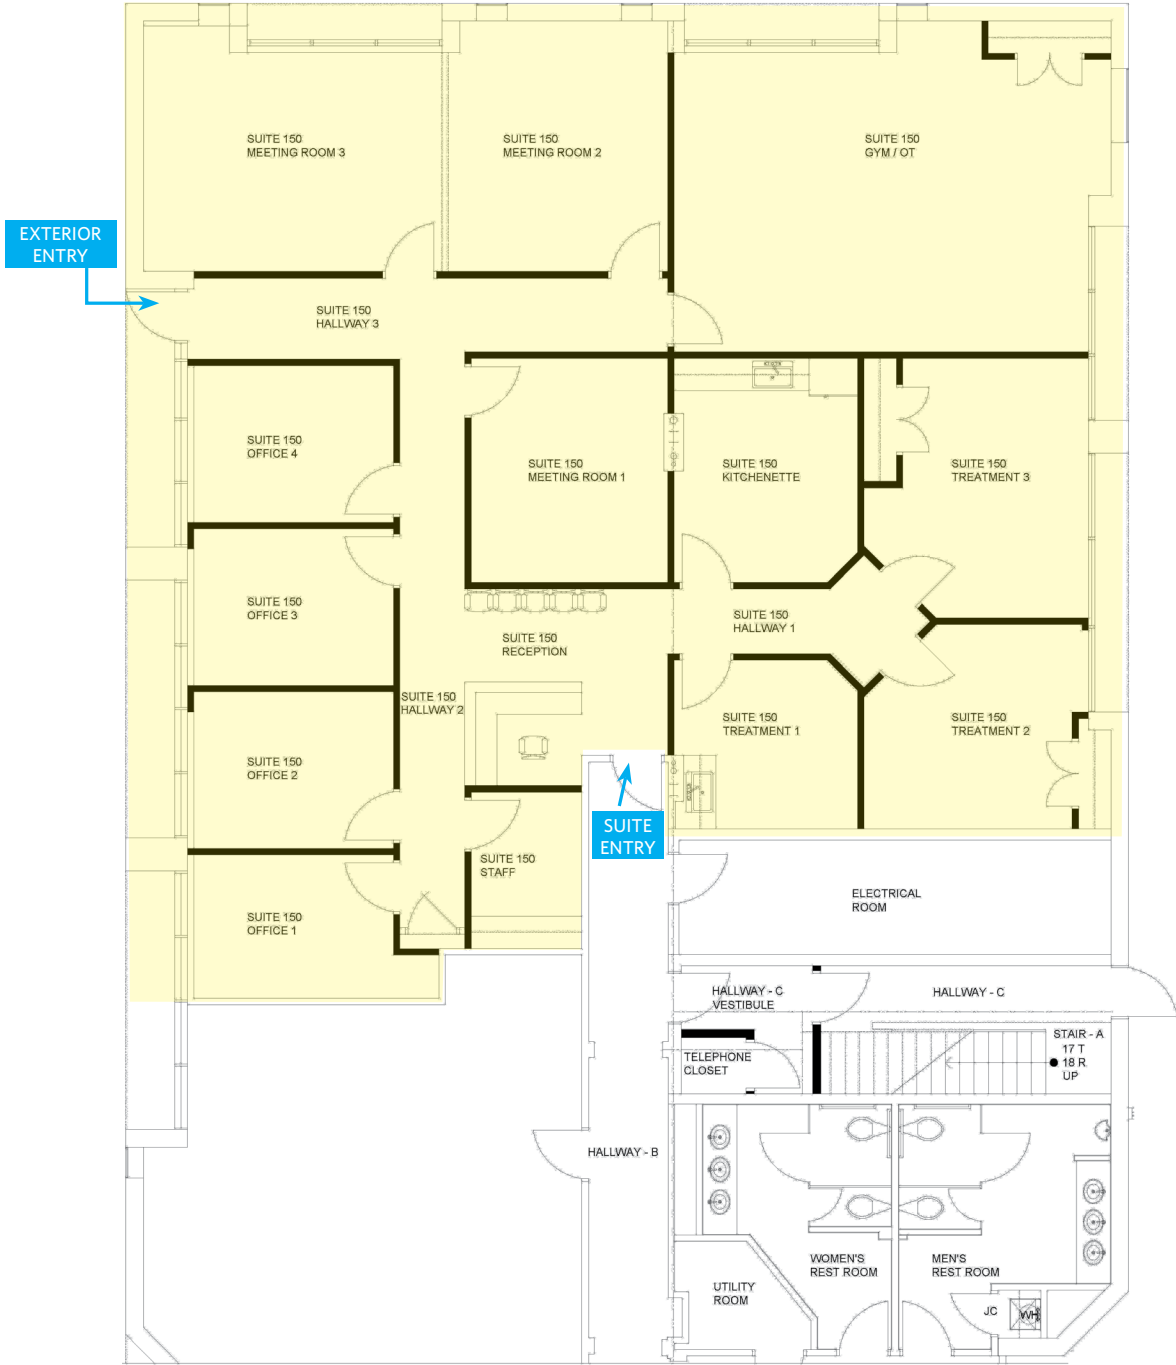 SUITE 150
MEETING ROOM 3
SUITE 150
MEETING ROOM 2
SUITE 150
GYM / OT
EXTERIOR
ENTRY
SUITE 150
HALLWAY 3
SUITE 150
OFFICE 4
SUITE 150
MEETING ROOM 1
SUITE 150
KITCHENETTE
SUITE 150
TREATMENT 3
SUITE 150
OFFICE 3
SUITE 150
RECEPTION
SUITE 150
HALLWAY 1
SUITE 150
HALLWAY 2
SUITE 150
TREATMENT 1
SUITE 150
TREATMENT 2
SUITE 150
OFFICE 2
SUITE
ENTRY
SUITE 150
STAFF
SUITE 150
OFFICE 1
ELECTRICAL
ROOM
HALLWAY - C
VESTIBULE
HALLWAY - C
TELEPHONE
CLOSET
STAIR - A
17 T
18 R
UP
HALLWAY - B
WOMEN'S
REST ROOM
MEN'S
REST ROOM
UTILITY
ROOM
JC
WH